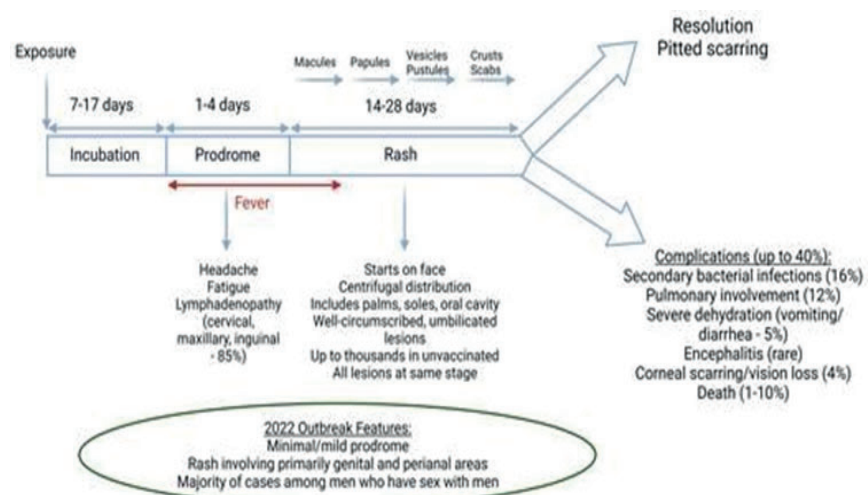 Exposure
7-17 days
1-4 days
Macules
Papules
Vesicles
Pustules
Crusts
Scabs
14-28 days
Incubation
Prodrome
Rash
Fever
Headache
Fatigue
Lymphadenopathy
(cervical,
maxillary, inguinal
- 85%)
Starts on face
Centrifugal distribution
Includes palms, soles, oral cavity
Well-circumscribed, umbilicated
lesions
Up to thousands in unvaccinated
All lesions at same stage
Resolution
Pitted scarring
Complications (up to 40%):
Secondary bacterial infections (16%)
Pulmonary involvement (12%)
Severe dehydration (vomiting/
diarrhea - 5%)
Encephalitis (rare)
Corneal scarring/vision loss (4%)
Death (1-10%)
2022 Outbreak Features:
Minimal/mild prodrome
Rash involving primarily genital and perianal areas
Majority of cases among men who have sex with men